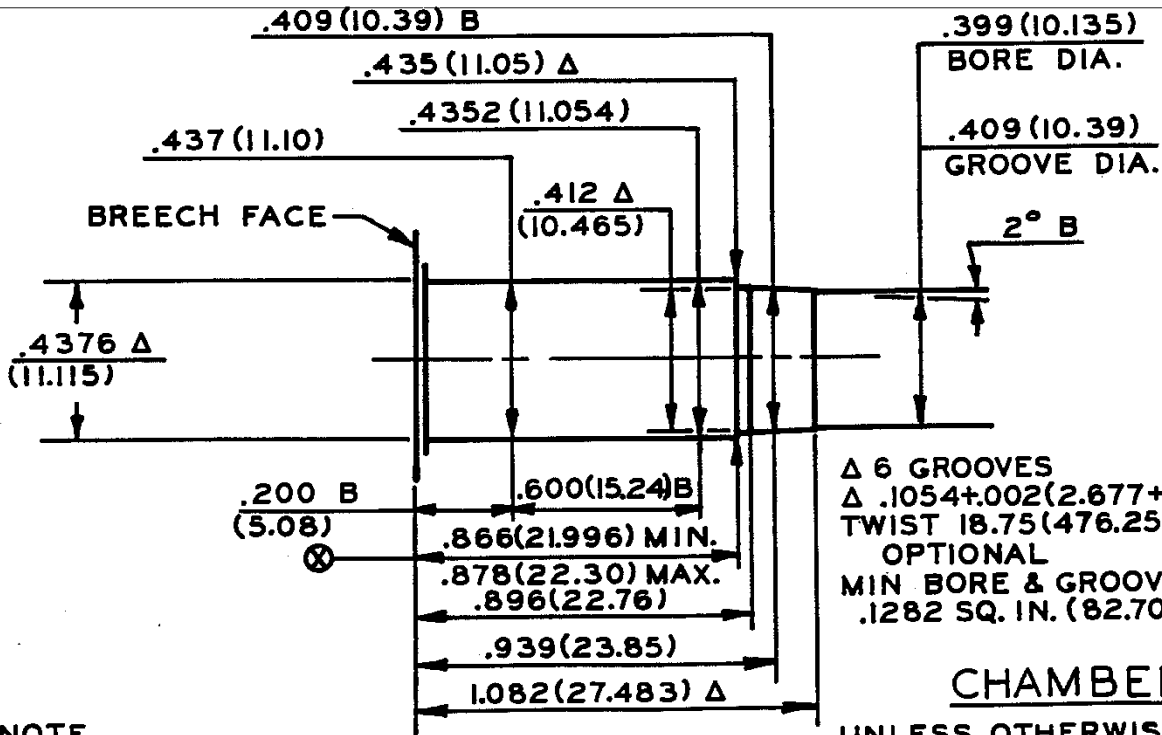 .409(10.39) B
.435(11.05) Δ
.4352(11.054)
.437(11.10)
BREECH FACE
.412 Δ
(10.465)
.399(10.135)
BORE DIA.
.409(10.39)
GROOVE DIA.
2° B
.4376 Δ
(11.115)
.200 B
(5.08)
.600(15.24)B
⊗
.866(21.996) MIN.
.878(22.30) MAX.
.896(22.76)
.939(23.85)
1.082(27.483) Δ
Δ 6 GROOVES
Δ .1054+.002(2.677+
TWIST 18.75(476.25
OPTIONAL
MIN BORE & GROOV
.1282 SQ. IN. (82.70
CHAMBE
NOTE
UNLESS OTHERWIS